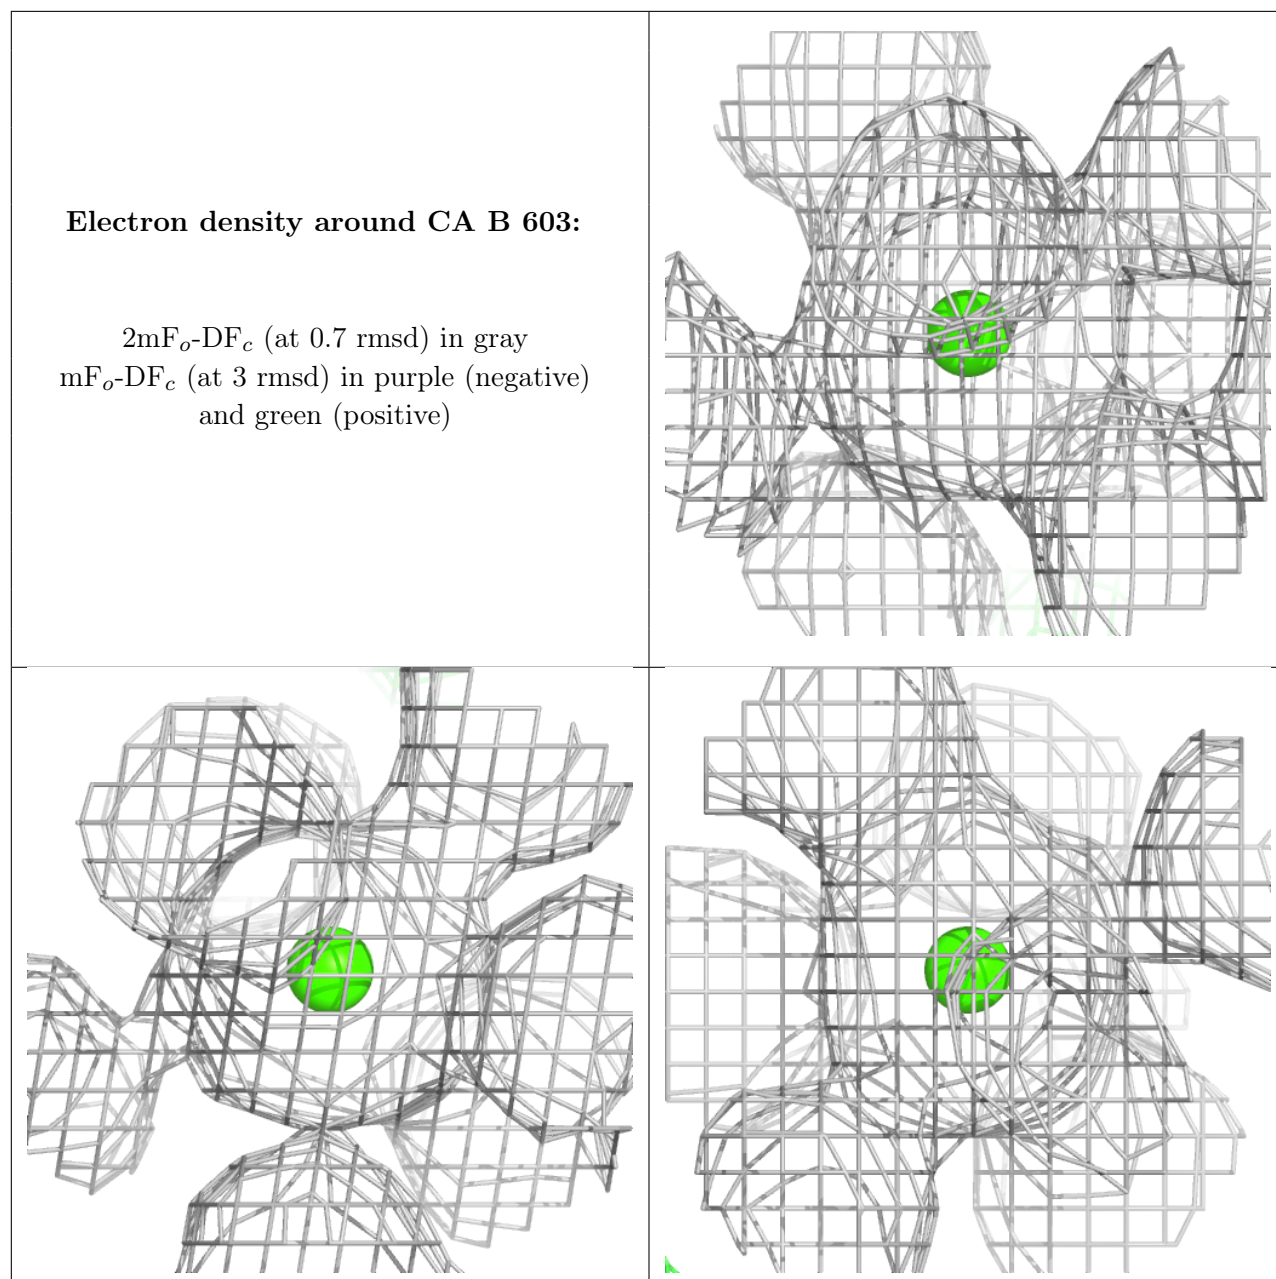 Electron density around CA B 603:
2mFo-DFc (at 0.7 rmsd) in gray
mFo-DFc (at 3 rmsd) in purple (negative)
and green (positive)